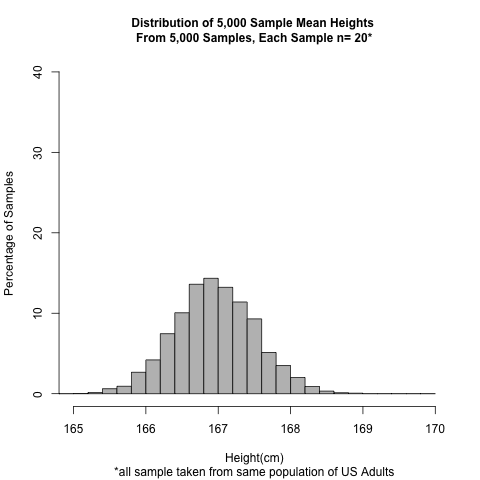 Distribution of 5,000 Sample Mean Heights
From 5,000 Samples, Each Sample n= 20*
40
30
20
10
0
Percentage of Samples
165 166 167 168 169 170
Height(cm)
*all sample taken from same population of US Adults